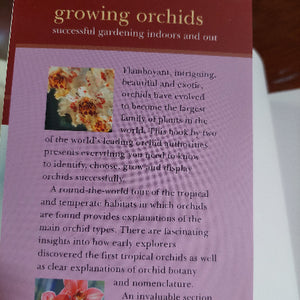 growing orchids
successful gardening indoors and out
Flamboyant, intriguing,
beautiful and exotic,
orchids have evolved
to become the largest
family of plants in the
world. This book by two
of the world's leading orchid authorities
presents everything you need to know
to identify, choose, grow and display
orchids successfully.
A round-the-world tour of the tropical
and temperate habitats in which orchids
are found provides explanations of the
main orchid types. There are fascinating
insights into how early explorers
discovered the first tropical orchids as well
as clear explanations of orchid botany
and nomenclature.
An invaluable section